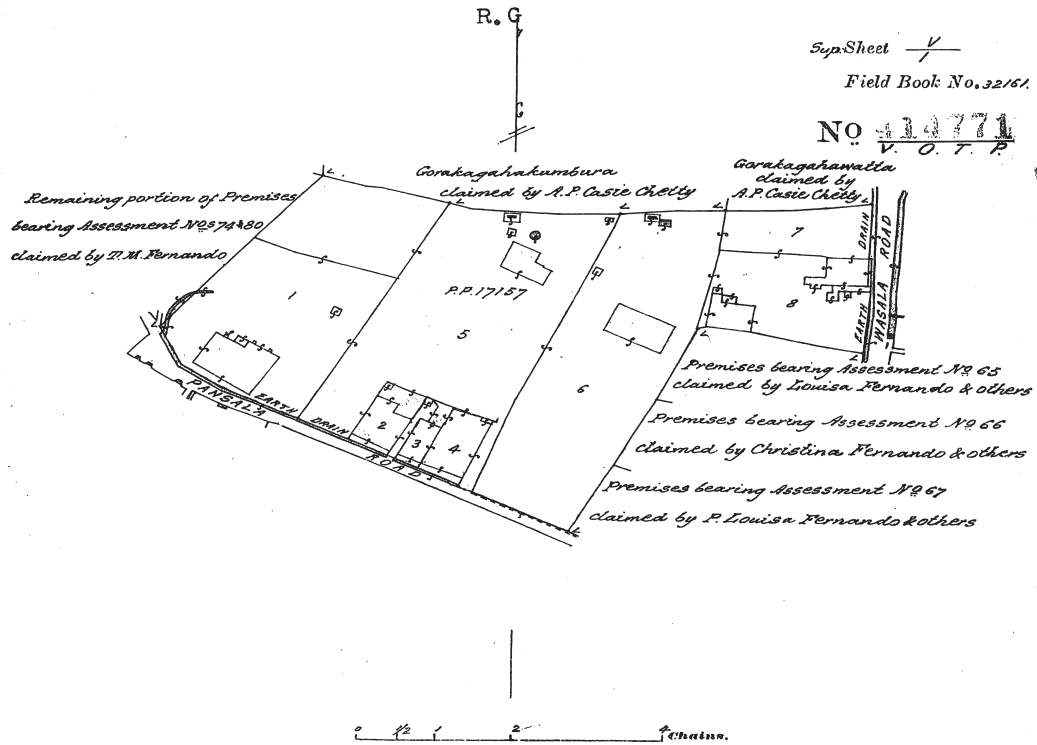 R. G
Sup. Sheet V/1
Field Book No. 32161.
No 414771
V. O. T. P.
Gorakagahakumbura
claimed by A.P. Casie Chetty
Gorakagahawatta
claimed by
A.P. Casie Chetty
Remaining portion of Premises
bearing Assessment Nos 74 & 80
claimed by T.M. Fernando
1
P.P. 17157
5
6
7
8
2
3
4
EARTH DRAIN
WASALA ROAD
PANSALA ROAD
EARTH DRAIN
Premises bearing Assessment No 65
claimed by Louisa Fernando & others
Premises bearing Assessment No 66
claimed by Christina Fernando & others
Premises bearing Assessment No 67
claimed by P. Louisa Fernando & others
0 1/2 1 2 4 Chains.